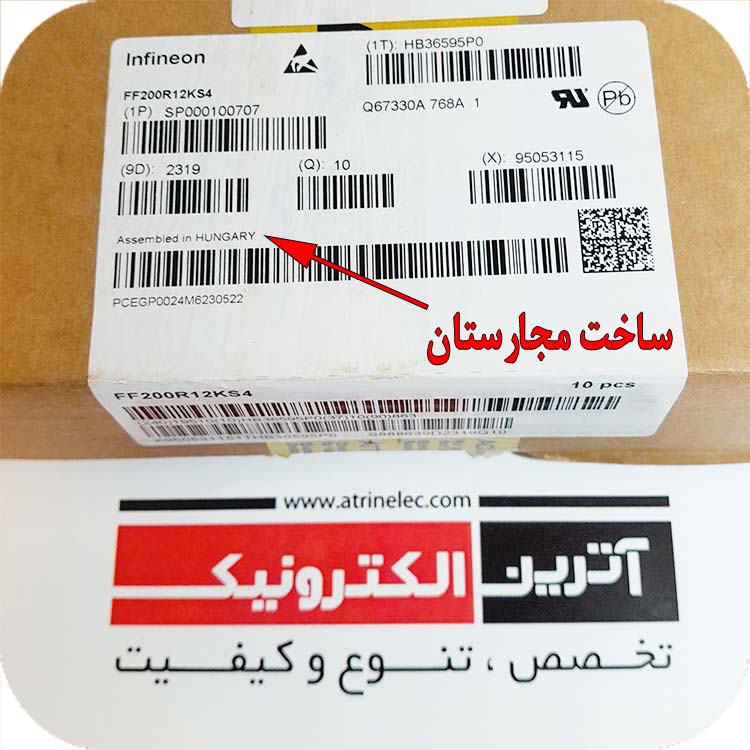 Infineon
(1T): HB36595P0
FF200R12KS4
(1P) SP000100707
Q67330A 768A 1
Pb
(9D): 2319
(Q): 10
(X): 95053115
Assembled in HUNGARY
PCEGP0024M6230522
ساخت مجارستان
FF200R12KS4
10 pcs
www.atrinelec.com
آترین الکترونیک
تخصص ، تنوع و کیفیت